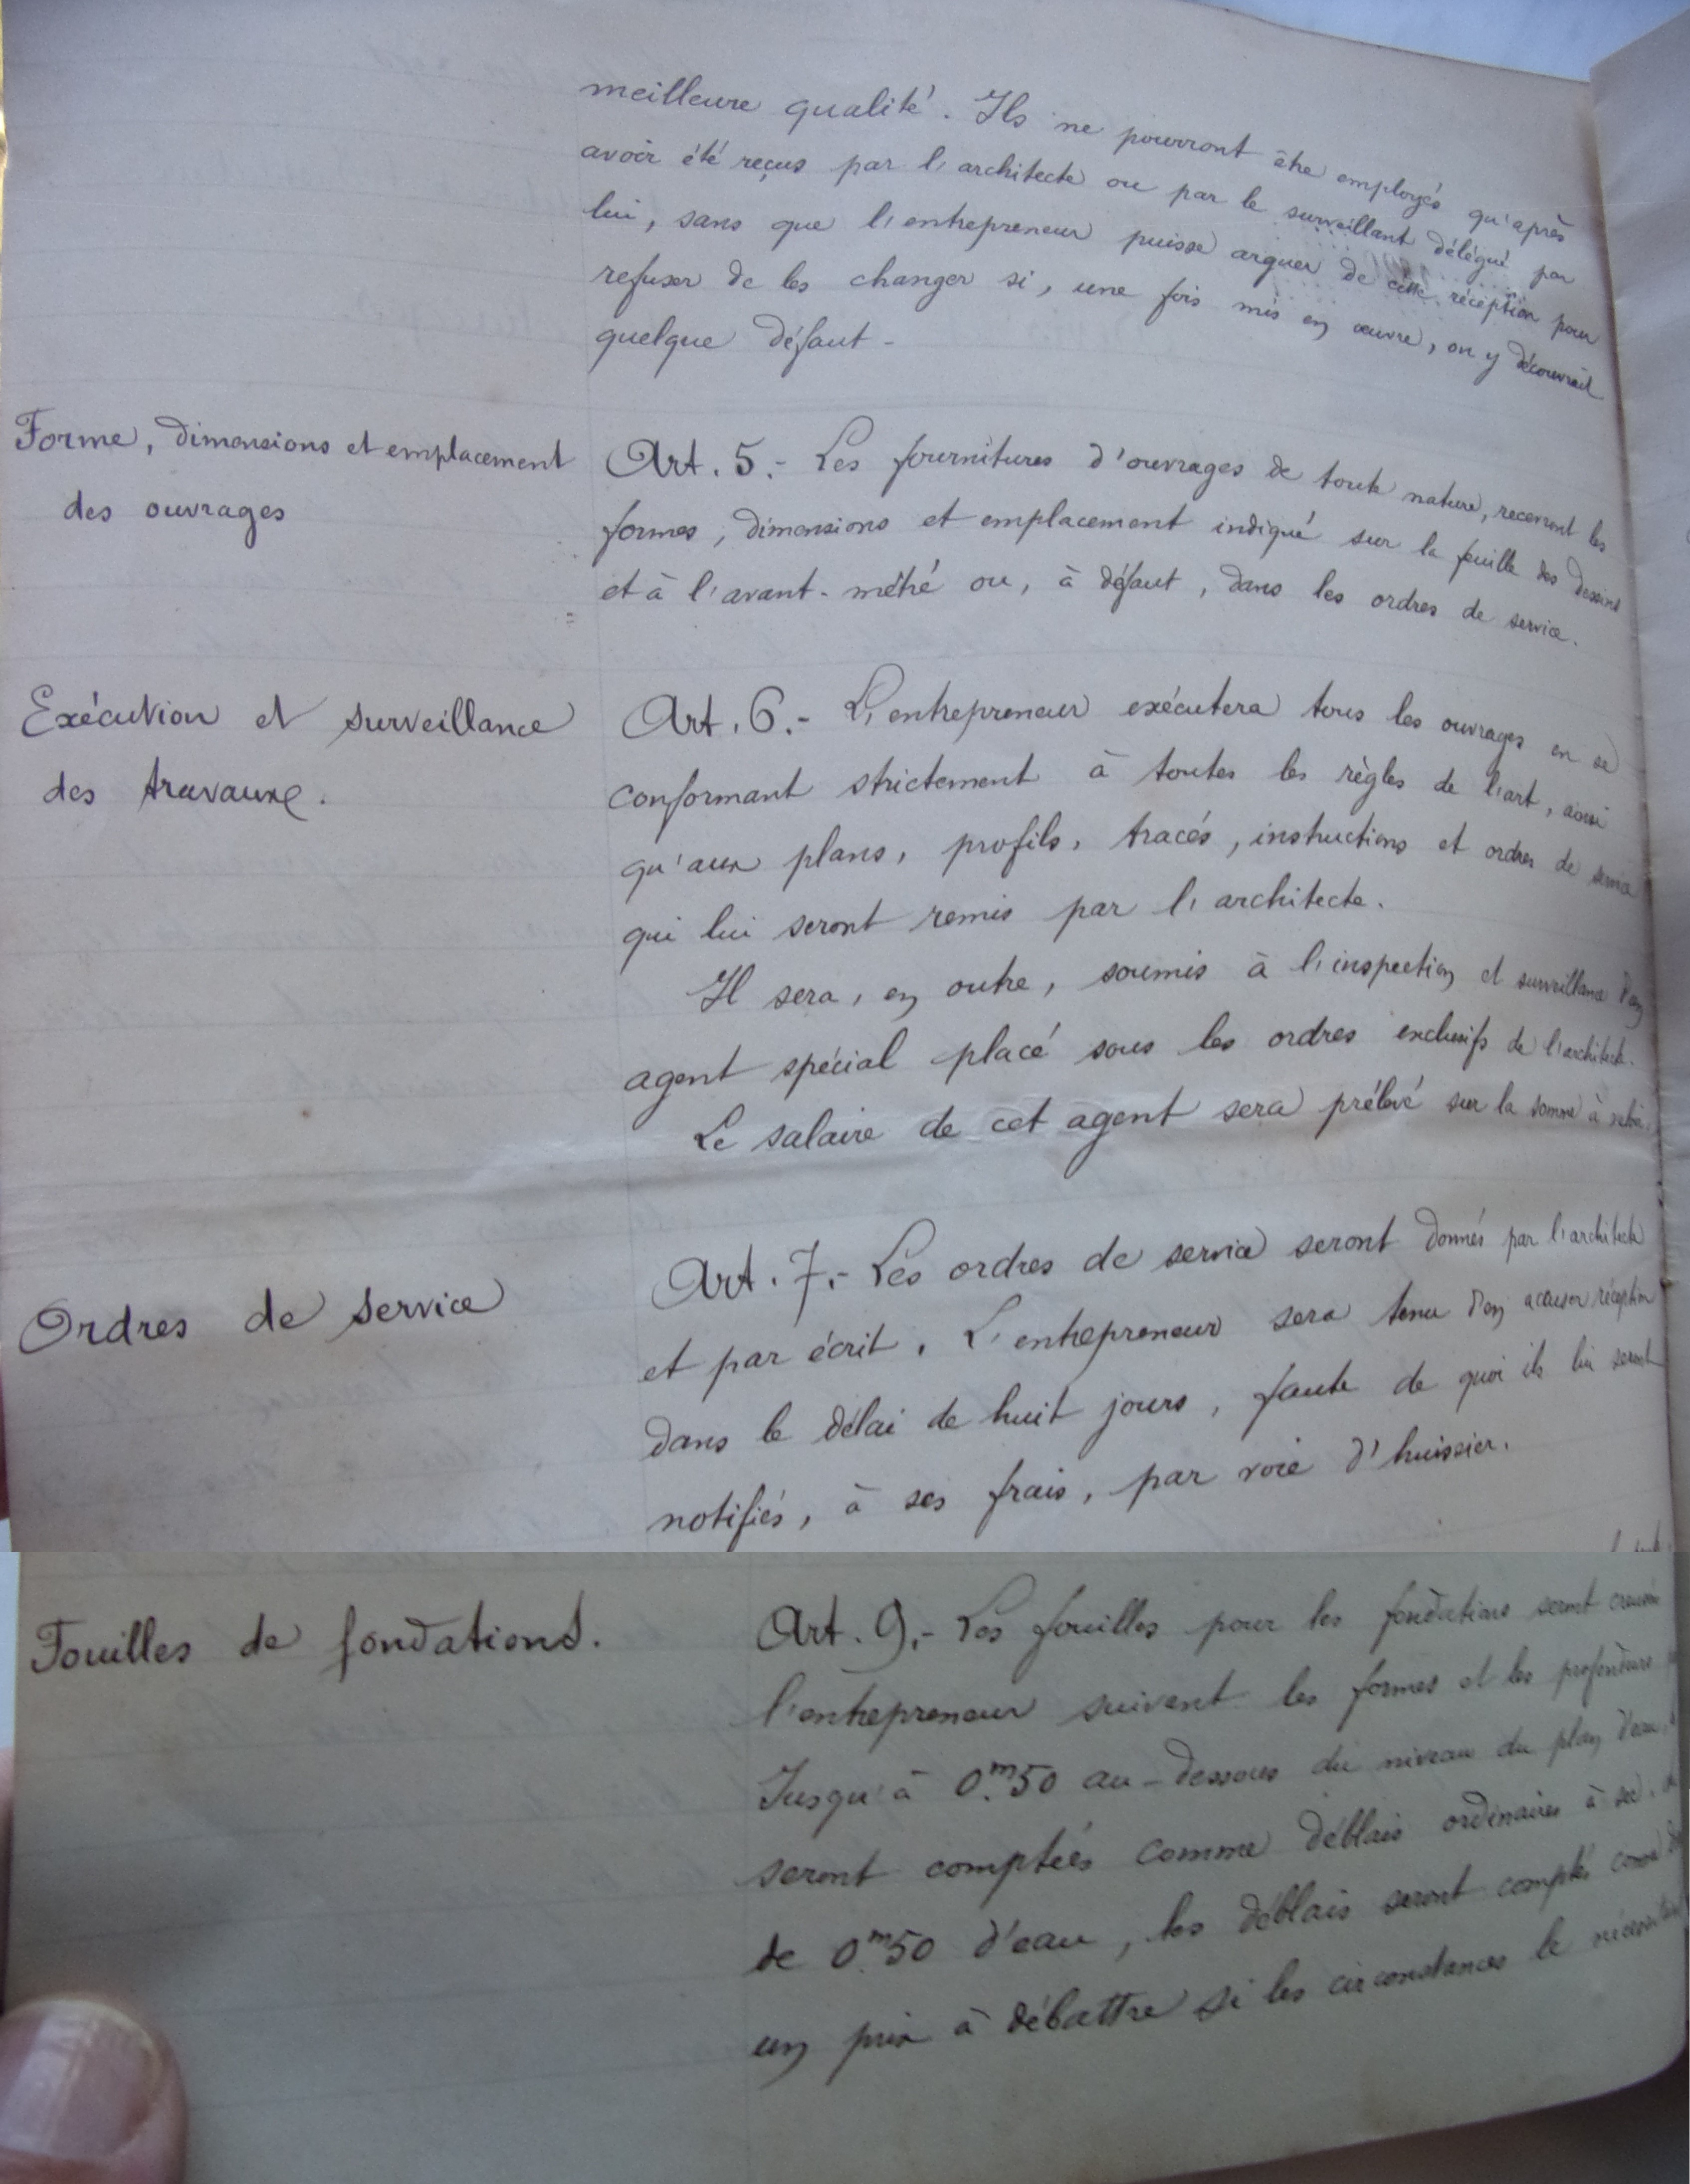 meilleure qualité. Ils ne pourront être employés qu'après
avoir été reçus par l'architecte ou par le surveillant délégué par
lui, sans que l'entrepreneur puisse arguer de cette réception pour
refuser de les changer si, une fois mis en œuvre, on y découvrait
quelque défaut-
Forme, dimensions et emplacement
des ouvrages
Art. 5.- Les fournitures d'ouvrages de toute nature, recevront les
formes, dimensions et emplacement indiqué sur la feuille des dessins
et à l'avant-métré ou, à défaut, dans les ordres de service.
Exécution et surveillance
des travaux.
Art. 6.- L'entrepreneur exécutera tous les ouvrages en se
conformant strictement à toutes les règles de l'art, ainsi
qu'aux plans, profils, tracés, instructions et ordres de service
qui lui seront remis par l'architecte.
Il sera, en outre, soumis à l'inspection et surveillance d'un
agent spécial placé sous les ordres exclusifs de l'architecte.
Le salaire de cet agent sera prélevé sur la somme à valoir.
Ordres de service
Art. 7.- Les ordres de service seront donnés par l'architecte
et par écrit. L'entrepreneur sera tenu d'en accuser réception
dans le délai de huit jours, faute de quoi ils lui seront
notifiés, à ses frais, par voie d'huissier.
Fouilles de fondations.
Art. 9.- Les fouilles pour les fondations seront
l'entrepreneur suivent les formes et les profondeurs
Jusqu'à 0.m50 au-dessous du niveau du plan d'eau,
seront comptées comme déblais ordinaires à sec.
de 0.m50 d'eau, les déblais seront comptés comme
un prix à débattre si les circonstances le